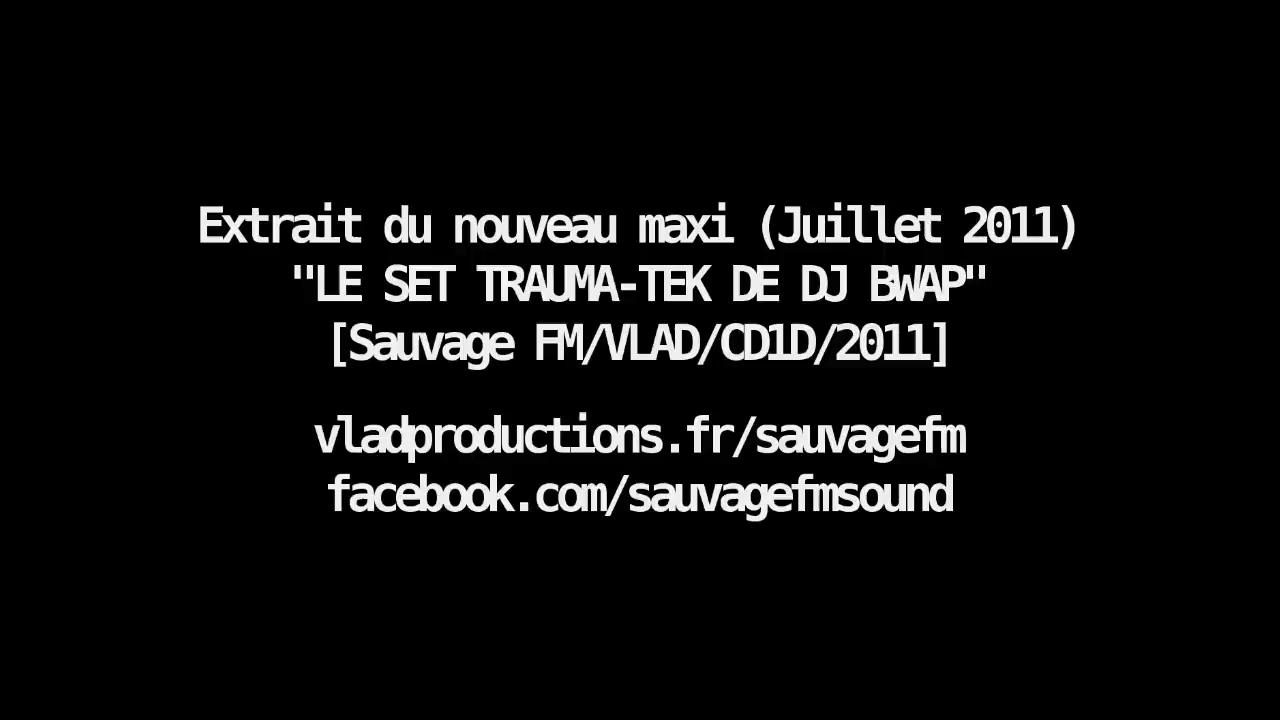 Extrait du nouveau maxi (Juillet 2011)
"LE SET TRAUMA-TEK DE DJ BWAP"
[Sauvage FM/VLAD/CD1D/2011]
vladproductions.fr/sauvagefm
facebook.com/sauvagefmsound